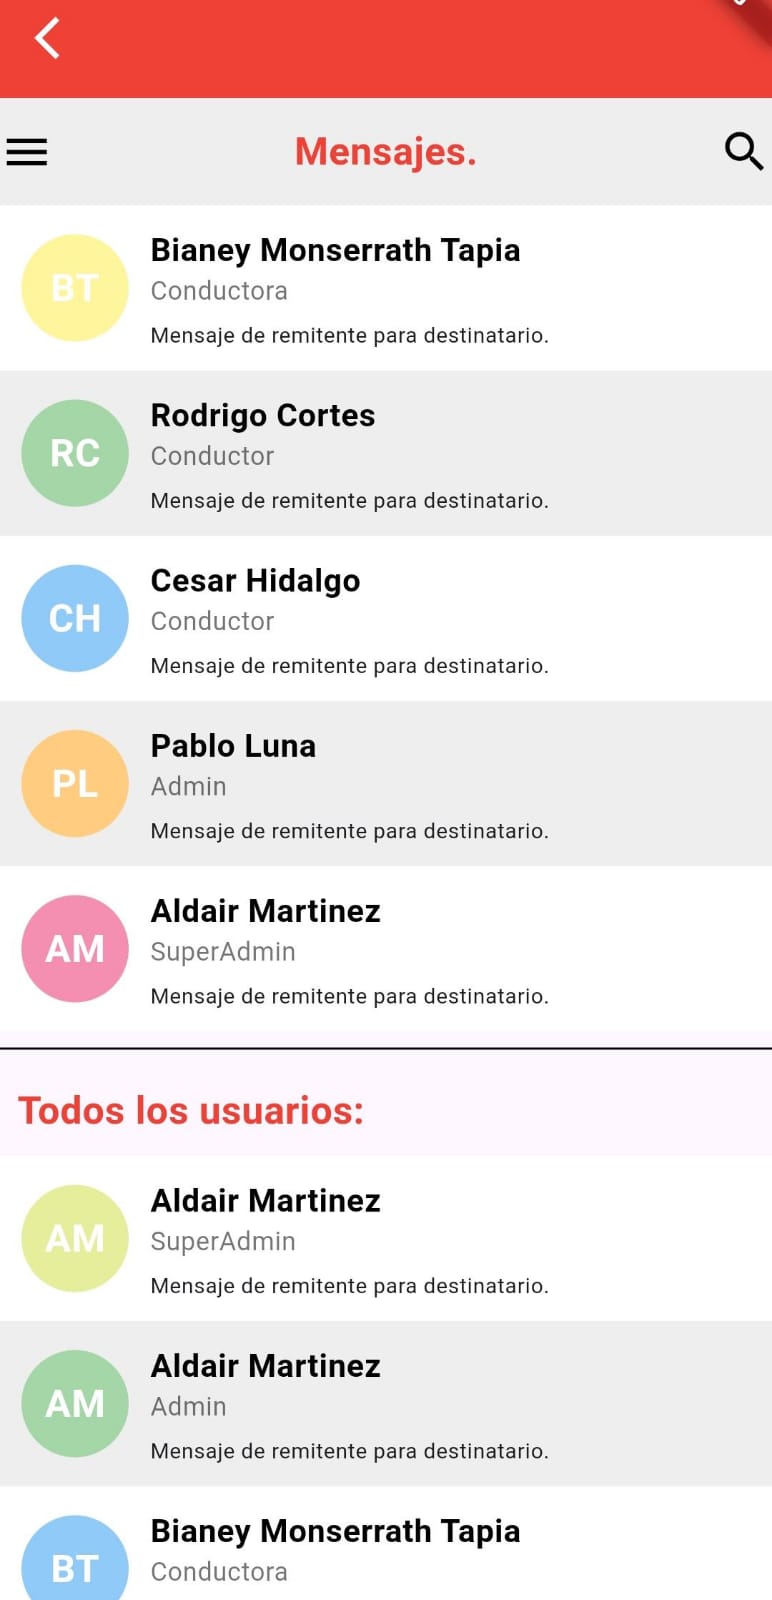 Mensajes.
BT
Bianey Monserrath Tapia
Conductora
Mensaje de remitente para destinatario.
RC
Rodrigo Cortes
Conductor
Mensaje de remitente para destinatario.
CH
Cesar Hidalgo
Conductor
Mensaje de remitente para destinatario.
PL
Pablo Luna
Admin
Mensaje de remitente para destinatario.
AM
Aldair Martinez
SuperAdmin
Mensaje de remitente para destinatario.
Todos los usuarios:
AM
Aldair Martinez
SuperAdmin
Mensaje de remitente para destinatario.
AM
Aldair Martinez
Admin
Mensaje de remitente para destinatario.
BT
Bianey Monserrath Tapia
Conductora